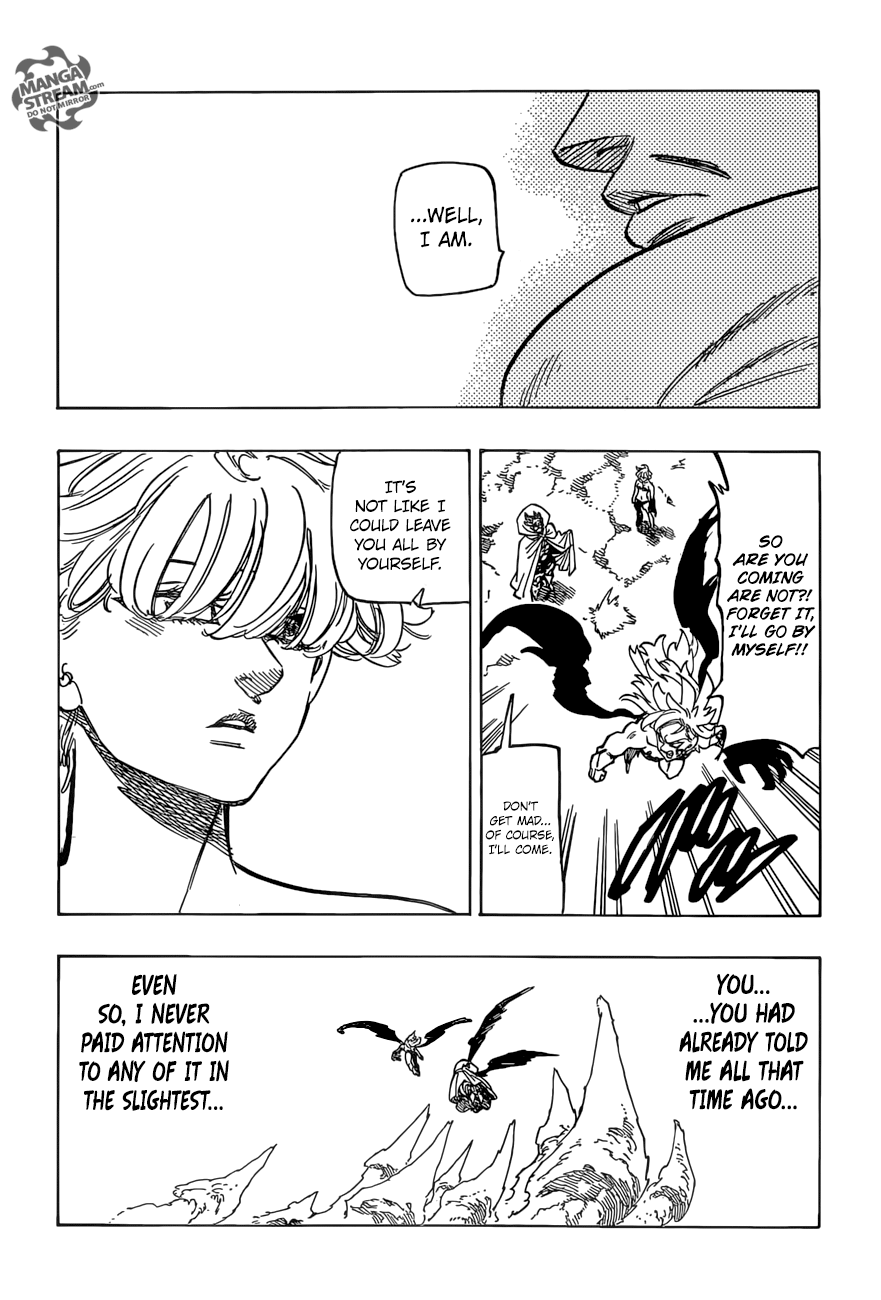 MANGA
STREAM.com
DO NOT MIRROR
...WELL,
I AM.
SO
ARE YOU
COMING
ARE NOT?!
FORGET IT,
I'LL GO BY
MYSELF!!
DON'T
GET MAD...
OF COURSE,
I'LL COME.
IT'S
NOT LIKE I
COULD LEAVE
YOU ALL BY
YOURSELF.
YOU...
...YOU HAD
ALREADY TOLD
ME ALL THAT
TIME AGO...
EVEN
SO, I NEVER
PAID ATTENTION
TO ANY OF IT IN
THE SLIGHTEST...